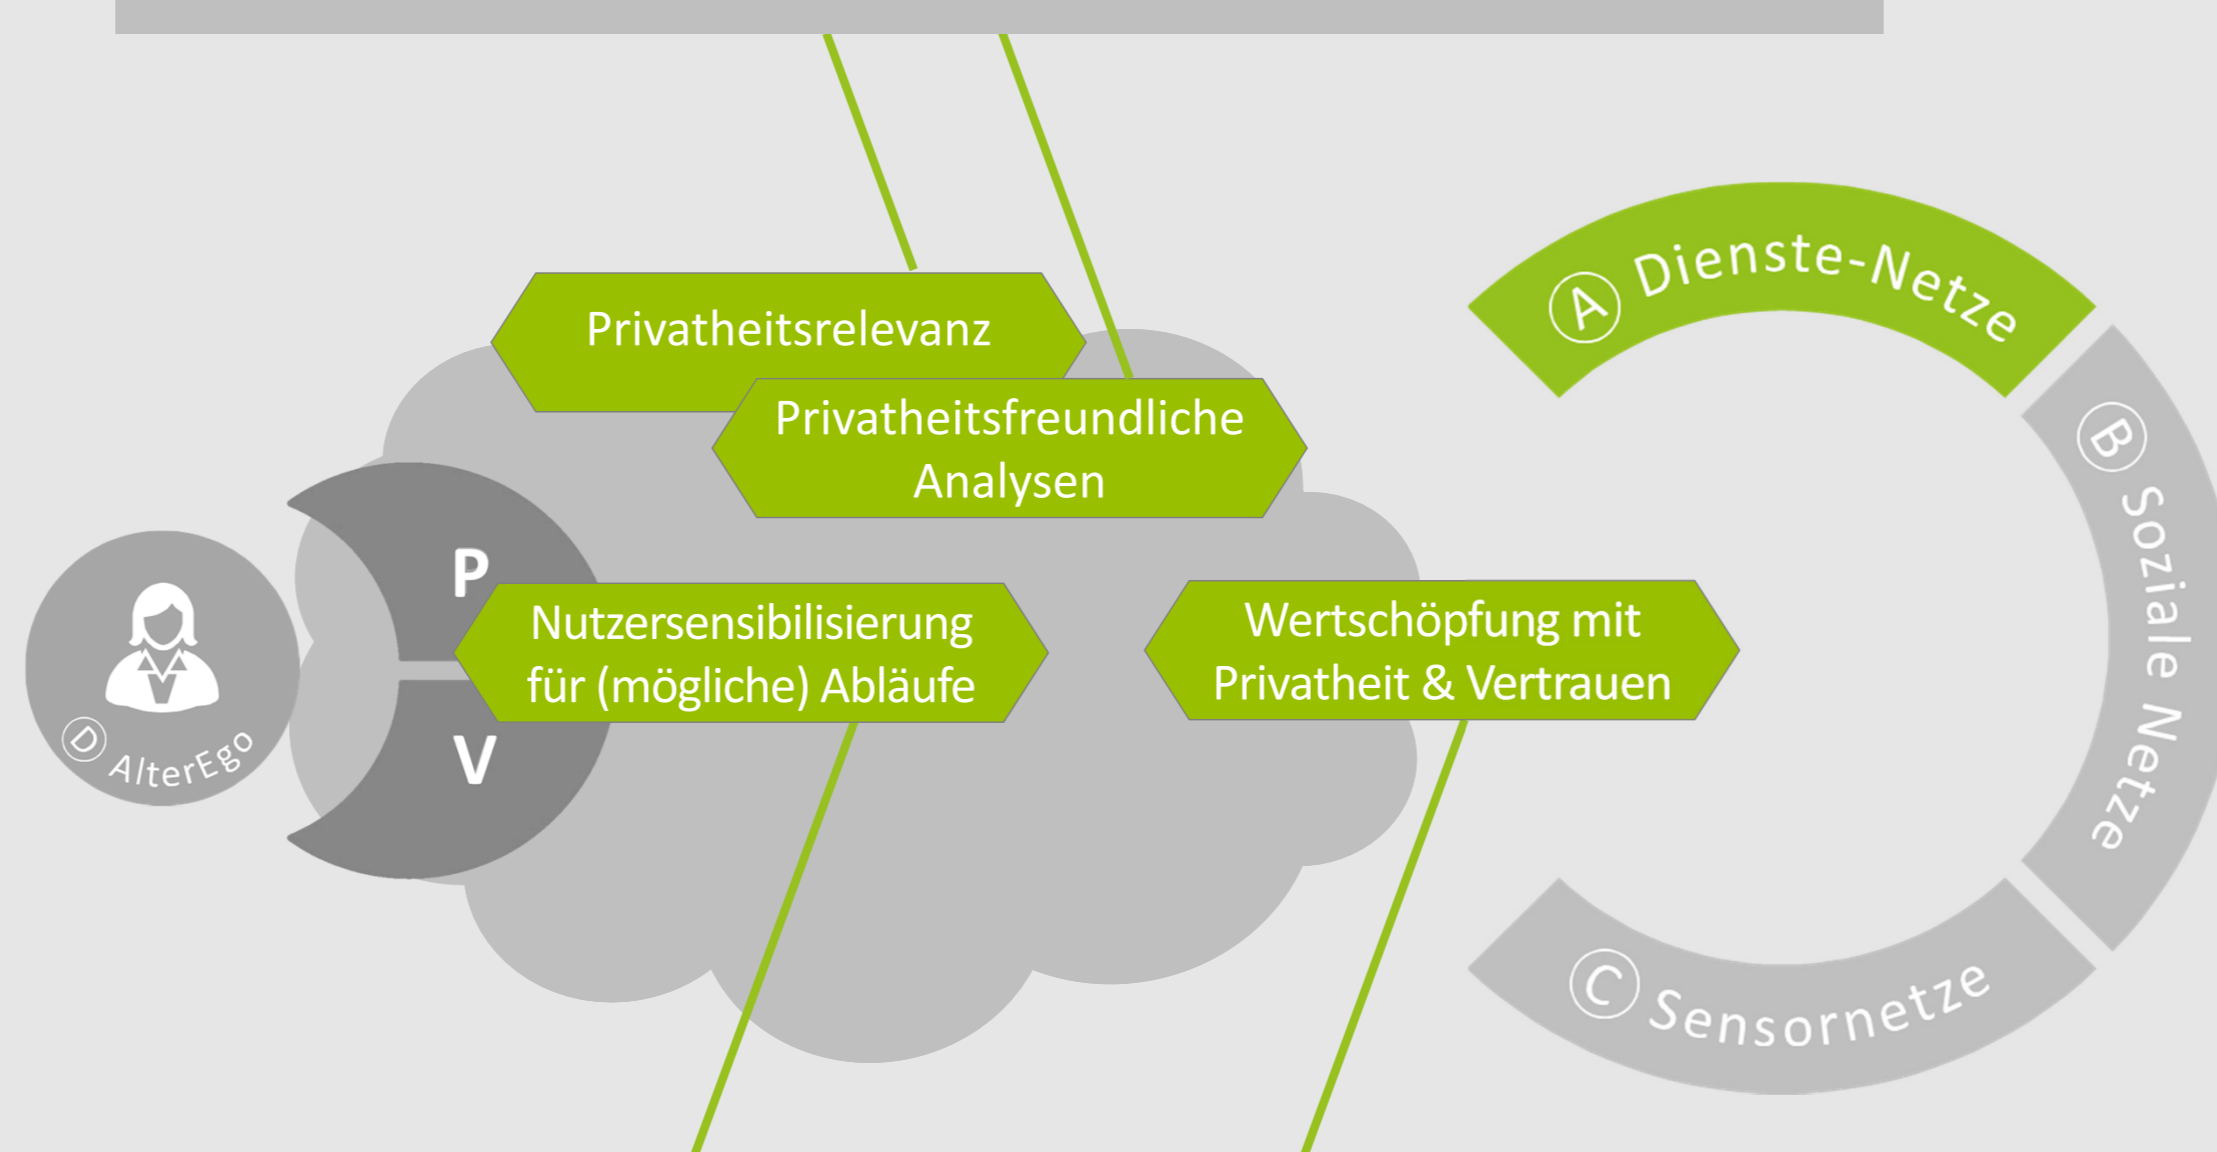 Privatheitsrelevanz
Privatheitsfreundliche
Analysen
A Dienste-Netze
B Soziale Netze
C Sensornetze
P
V
Nutzersensibilisierung
für (mögliche) Abläufe
Wertschöpfung mit
Privatheit & Vertrauen
D AlterEgo